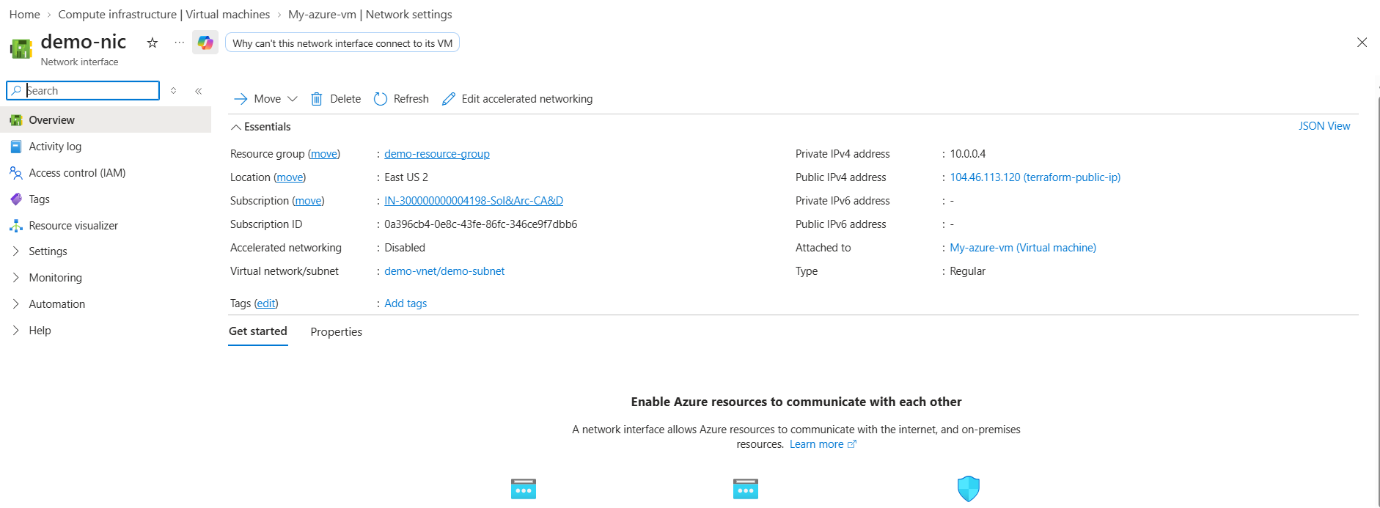 Home > Compute infrastructure | Virtual machines > My-azure-vm | Network settings
demo-nic
Network interface
Why can't this network interface connect to its VM
Search
Overview
Activity log
Access control (IAM)
Tags
Resource visualizer
Settings
Monitoring
Automation
Help
Move
Delete
Refresh
Edit accelerated networking
Essentials
JSON View
Resource group (move) : demo-resource-group
Location (move) : East US 2
Subscription (move) : IN-300000000004198-Sol&Arc-CA&D
Subscription ID : 0a396cb4-0e8c-43fe-86fc-346ce9f7dbb6
Accelerated networking : Disabled
Virtual network/subnet : demo-vnet/demo-subnet
Private IPv4 address : 10.0.0.4
Public IPv4 address : 104.46.113.120 (terraform-public-ip)
Private IPv6 address : -
Public IPv6 address : -
Attached to : My-azure-vm (Virtual machine)
Type : Regular
Tags (edit) : Add tags
Get started
Properties
Enable Azure resources to communicate with each other
A network interface allows Azure resources to communicate with the internet, and on-premises
resources. Learn more